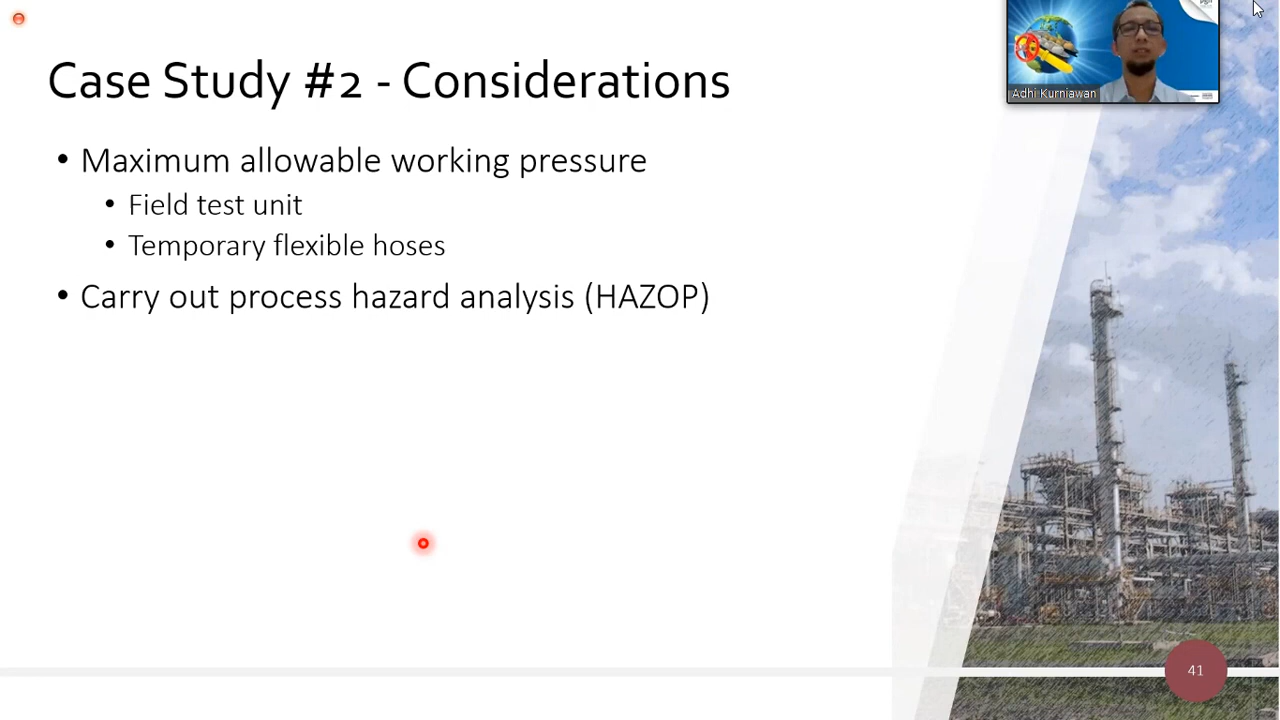 Case Study #2 - Considerations
Adhi Kurniawan
• Maximum allowable working pressure
• Field test unit
• Temporary flexible hoses
• Carry out process hazard analysis (HAZOP)
41